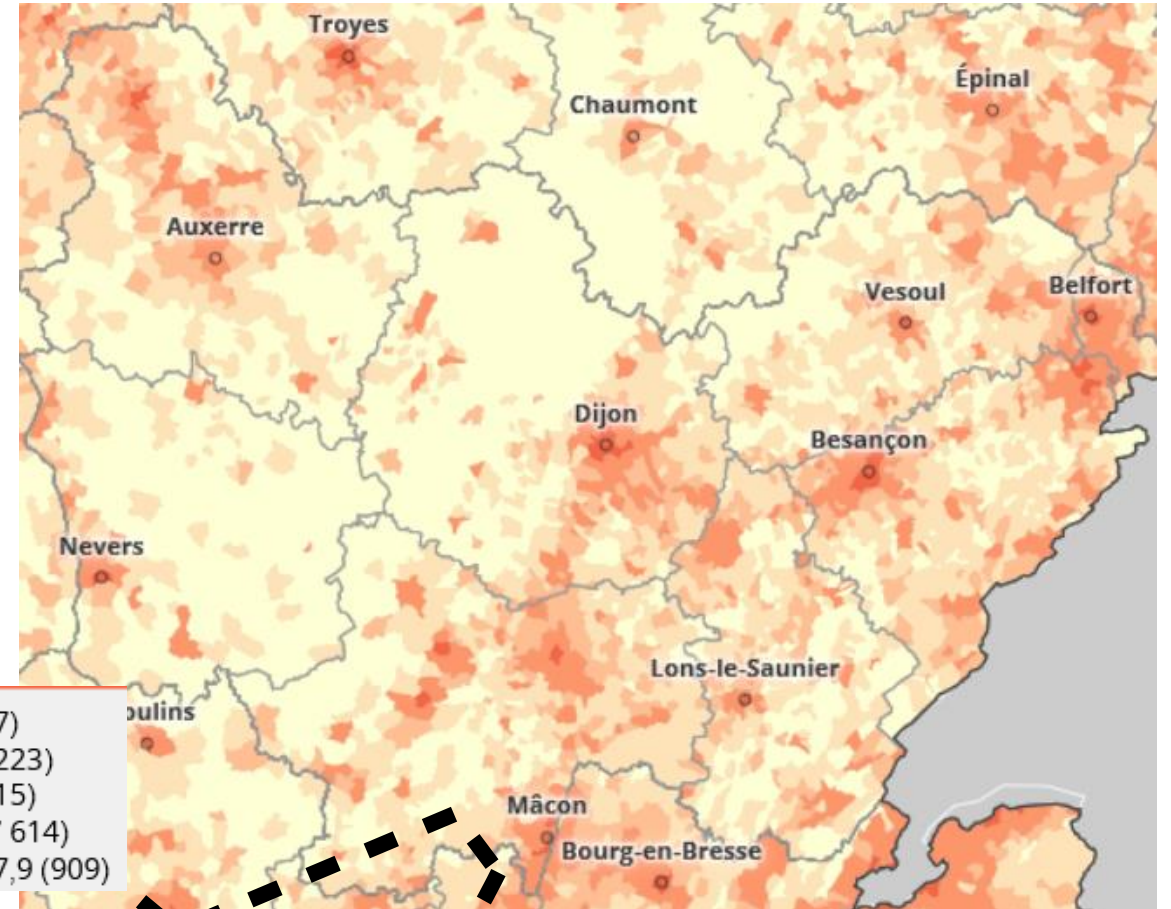 Troyes
Épinal
Chaumont
Auxerre
Belfort
Vesoul
Dijon
Besançon
Nevers
Lons-le-Saunier
7)
oulins
223)
15)
614)
Mâcon
Bourg-en-Bresse
7,9 (909)